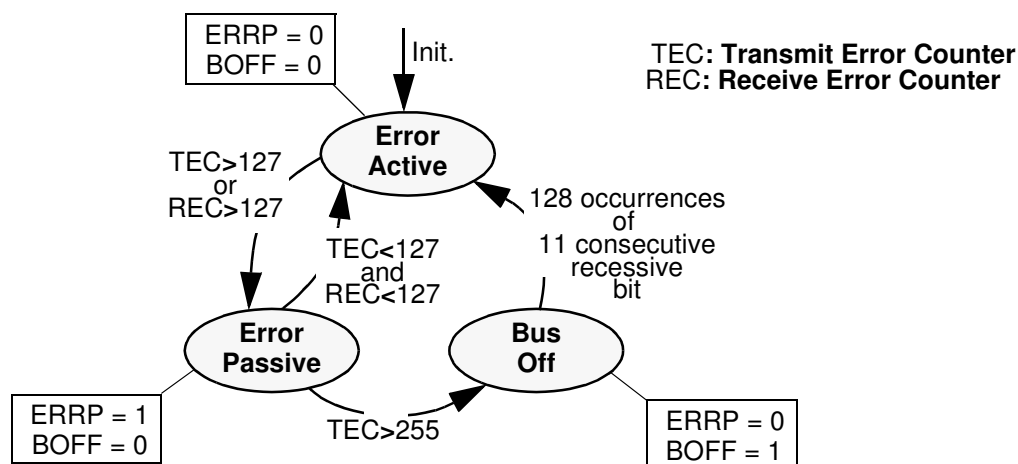 ERRP = 0
BOFF = 0
Init.
TEC: Transmit Error Counter
REC: Receive Error Counter
Error
Active
TEC>127
or
REC>127
TEC<127
and
REC<127
128 occurrences
of
11 consecutive
recessive
bit
Error
Passive
Bus
Off
ERRP = 1
BOFF = 0
TEC>255
ERRP = 0
BOFF = 1